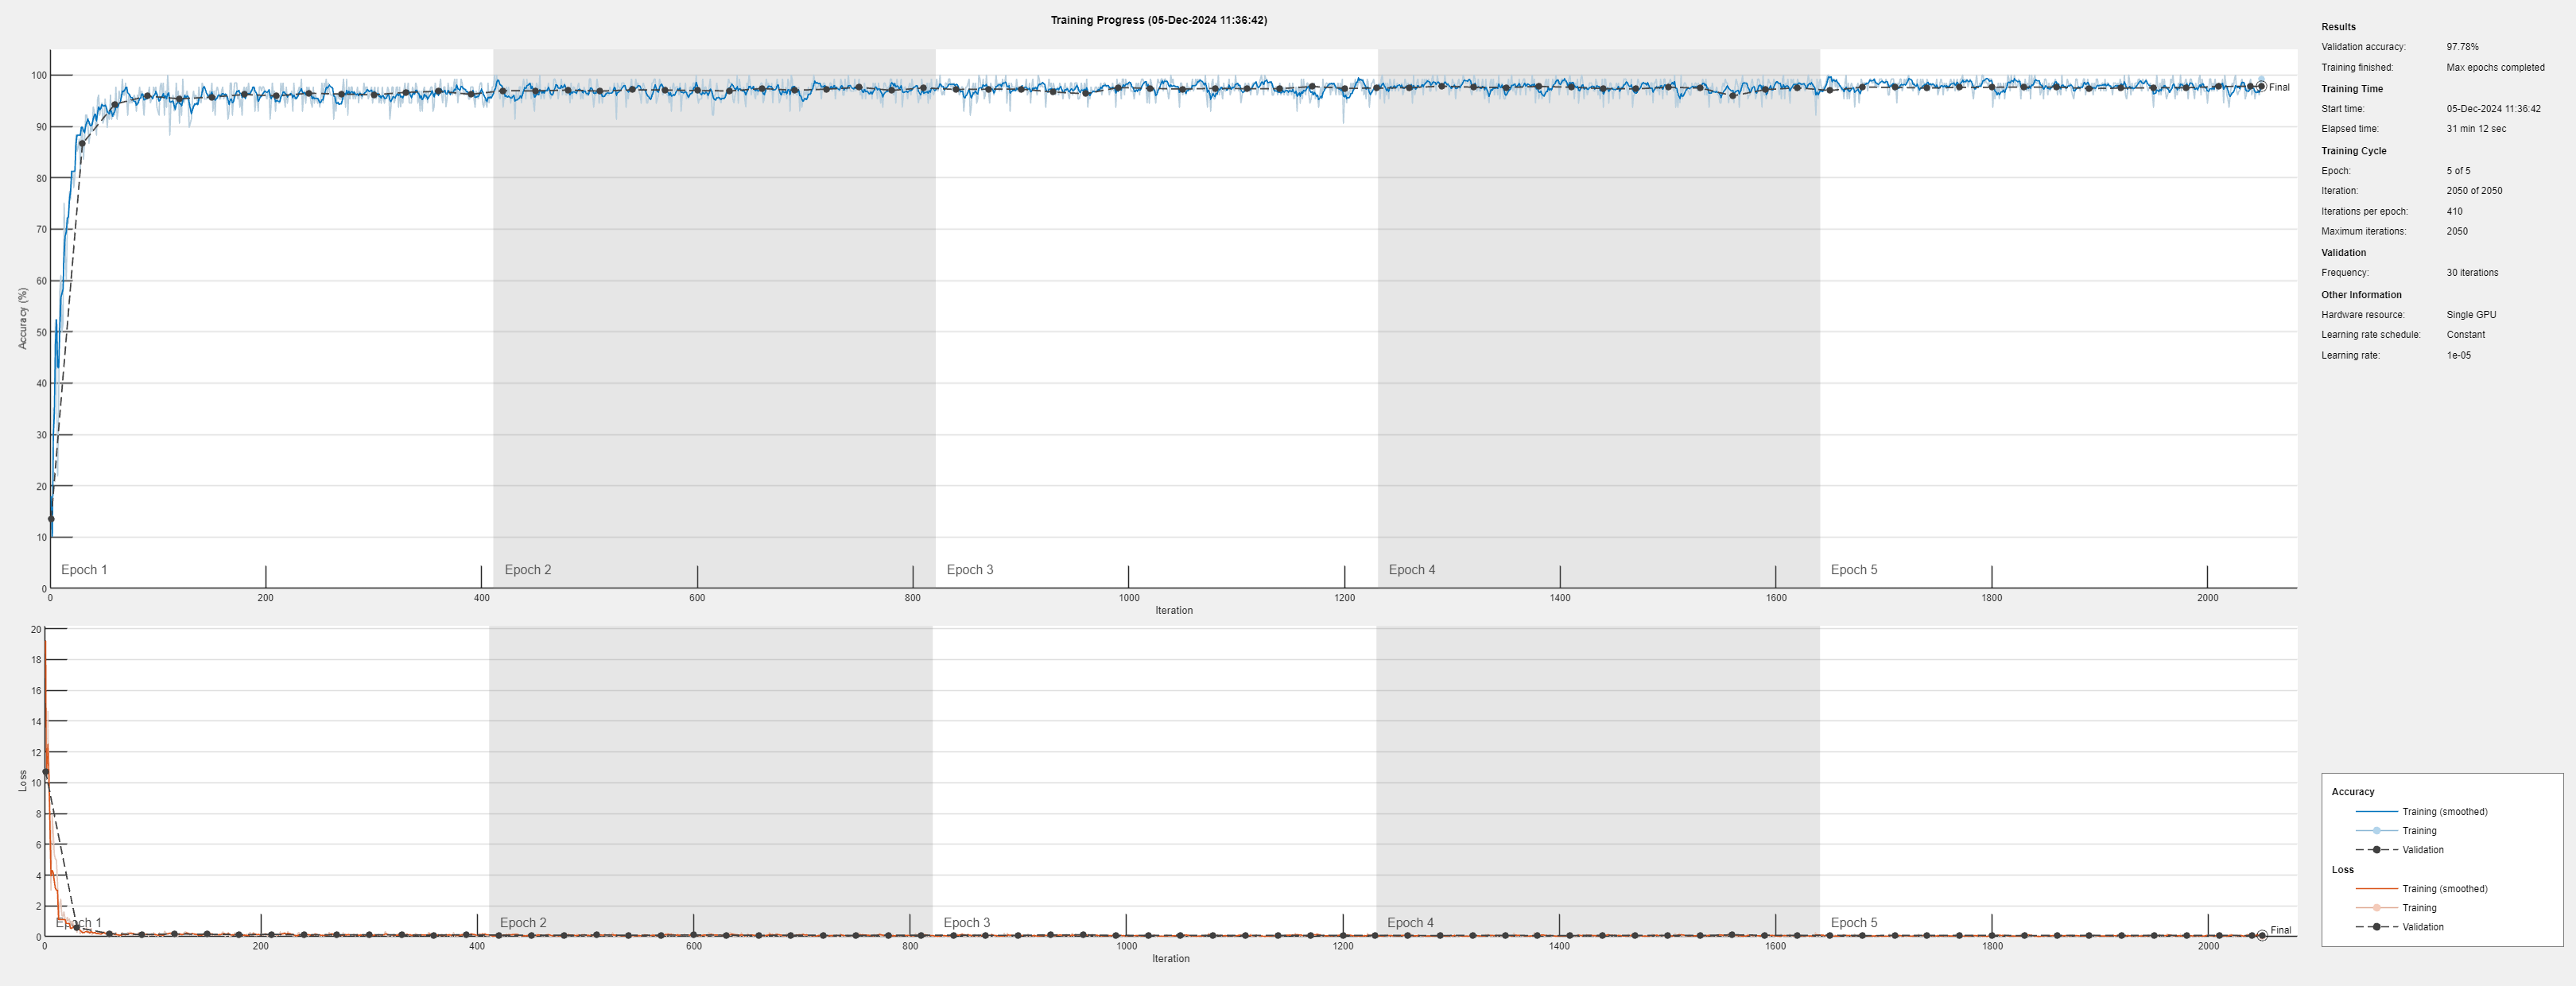 Training Progress (05-Dec-2024 11:36:42)
100
90
80
70
60
50
40
30
20
10
0
Accuracy (%)
Epoch 1 Epoch 2 Epoch 3 Epoch 4 Epoch 5
0 200 400 600 800 1000 1200 1400 1600 1800 2000
Iteration
Final
20
18
16
14
12
10
8
6
4
2
0
Loss
Epoch 1 Epoch 2 Epoch 3 Epoch 4 Epoch 5
0 200 400 600 800 1000 1200 1400 1600 1800 2000
Iteration
Final
Results
Validation accuracy: 97.78%
Training finished: Max epochs completed
Training Time
Start time: 05-Dec-2024 11:36:42
Elapsed time: 31 min 12 sec
Training Cycle
Epoch: 5 of 5
Iteration: 2050 of 2050
Iterations per epoch: 410
Maximum iterations: 2050
Validation
Frequency: 30 iterations
Other Information
Hardware resource: Single GPU
Learning rate schedule: Constant
Learning rate: 1e-05
Accuracy
Training (smoothed)
Training
Validation
Loss
Training (smoothed)
Training
Validation